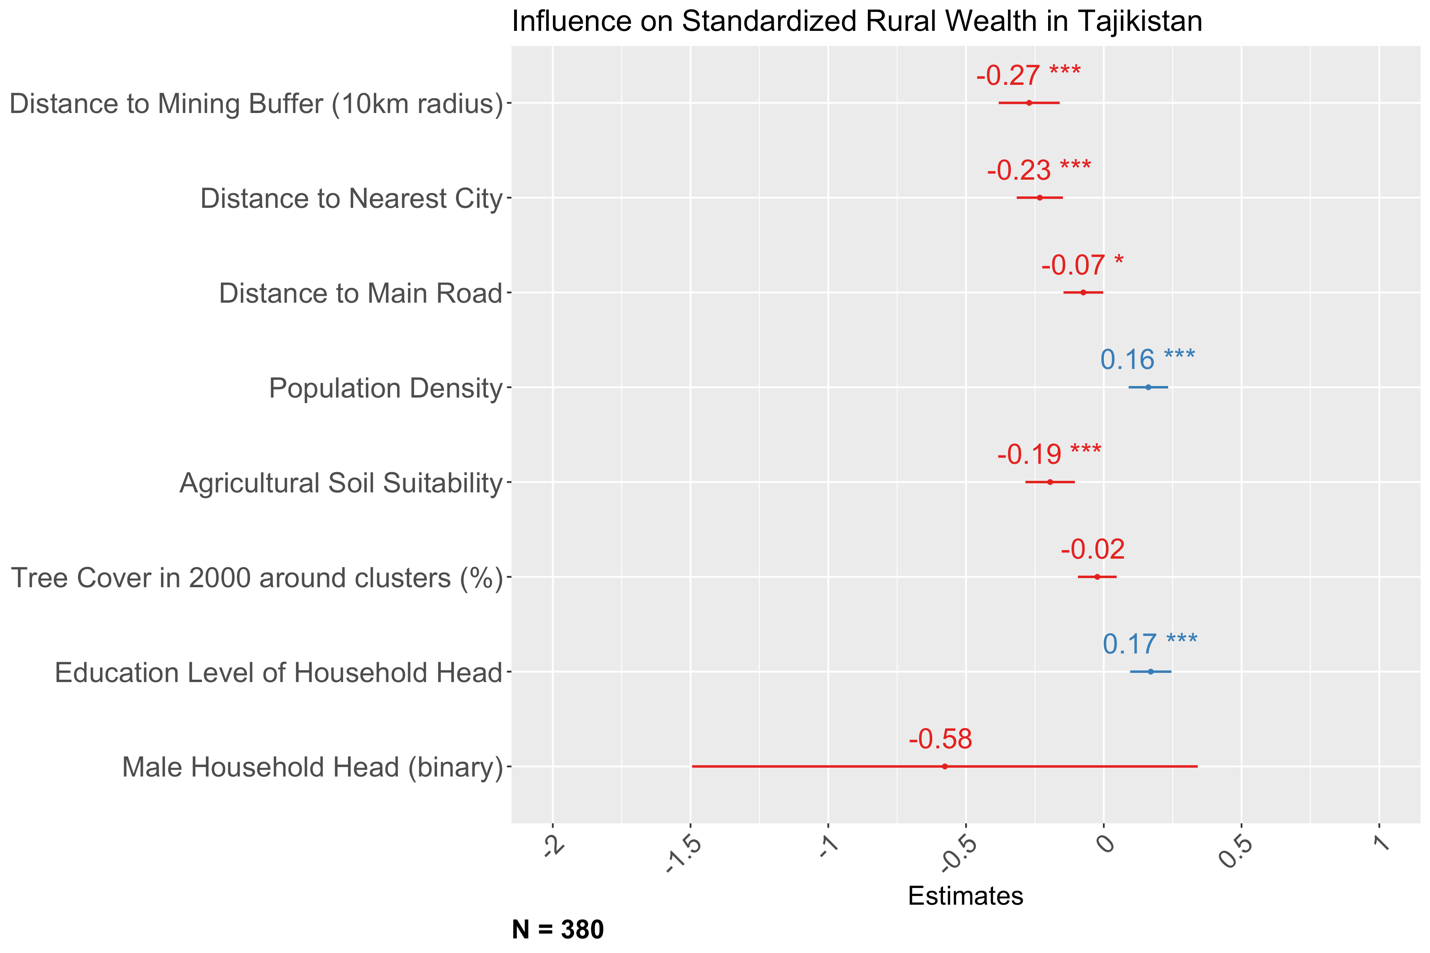 Influence on Standardized Rural Wealth in Tajikistan
Distance to Mining Buffer (10km radius)
-0.27 ***
Distance to Nearest City
-0.23 ***
Distance to Main Road
-0.07 *
Population Density
0.16 ***
Agricultural Soil Suitability
-0.19 ***
Tree Cover in 2000 around clusters (%)
-0.02
Education Level of Household Head
0.17 ***
Male Household Head (binary)
-0.58
-2 -1.5 -1 -0.5 0 0.5 1
Estimates
N = 380